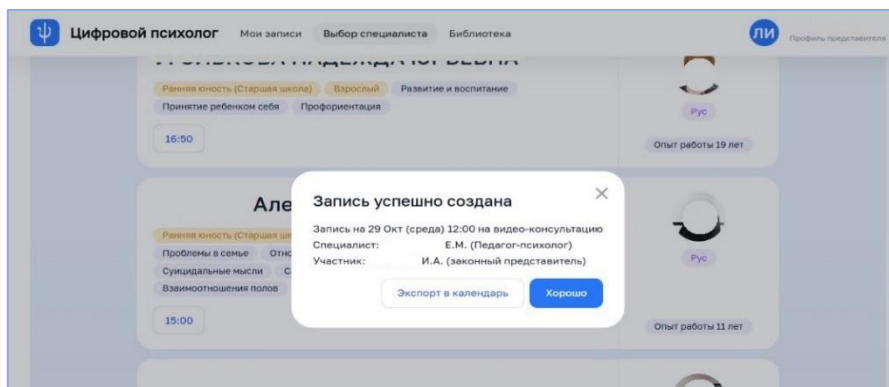 Цифровой психолог
Мои записи
Выбор специалиста
Библиотека
ЛИ
Профиль представителя
Ранняя юность (Старшая школа)
Взрослый
Развитие и воспитание
Принятие ребенком себя
Профориентация
16:50
Рус
Опыт работы 19 лет
Але
Ранняя юность (Старшая
Проблемы в семье
Суицидальные мысли
Взаимоотношения полов
15:00
Рус
Опыт работы 11 лет
Запись успешно создана
Запись на 29 Окт (среда) 12:00 на видео-консультацию
Специалист: Е.М. (Педагог-психолог)
Участник: И.А. (законный представитель)
Экспорт в календарь
Хорошо